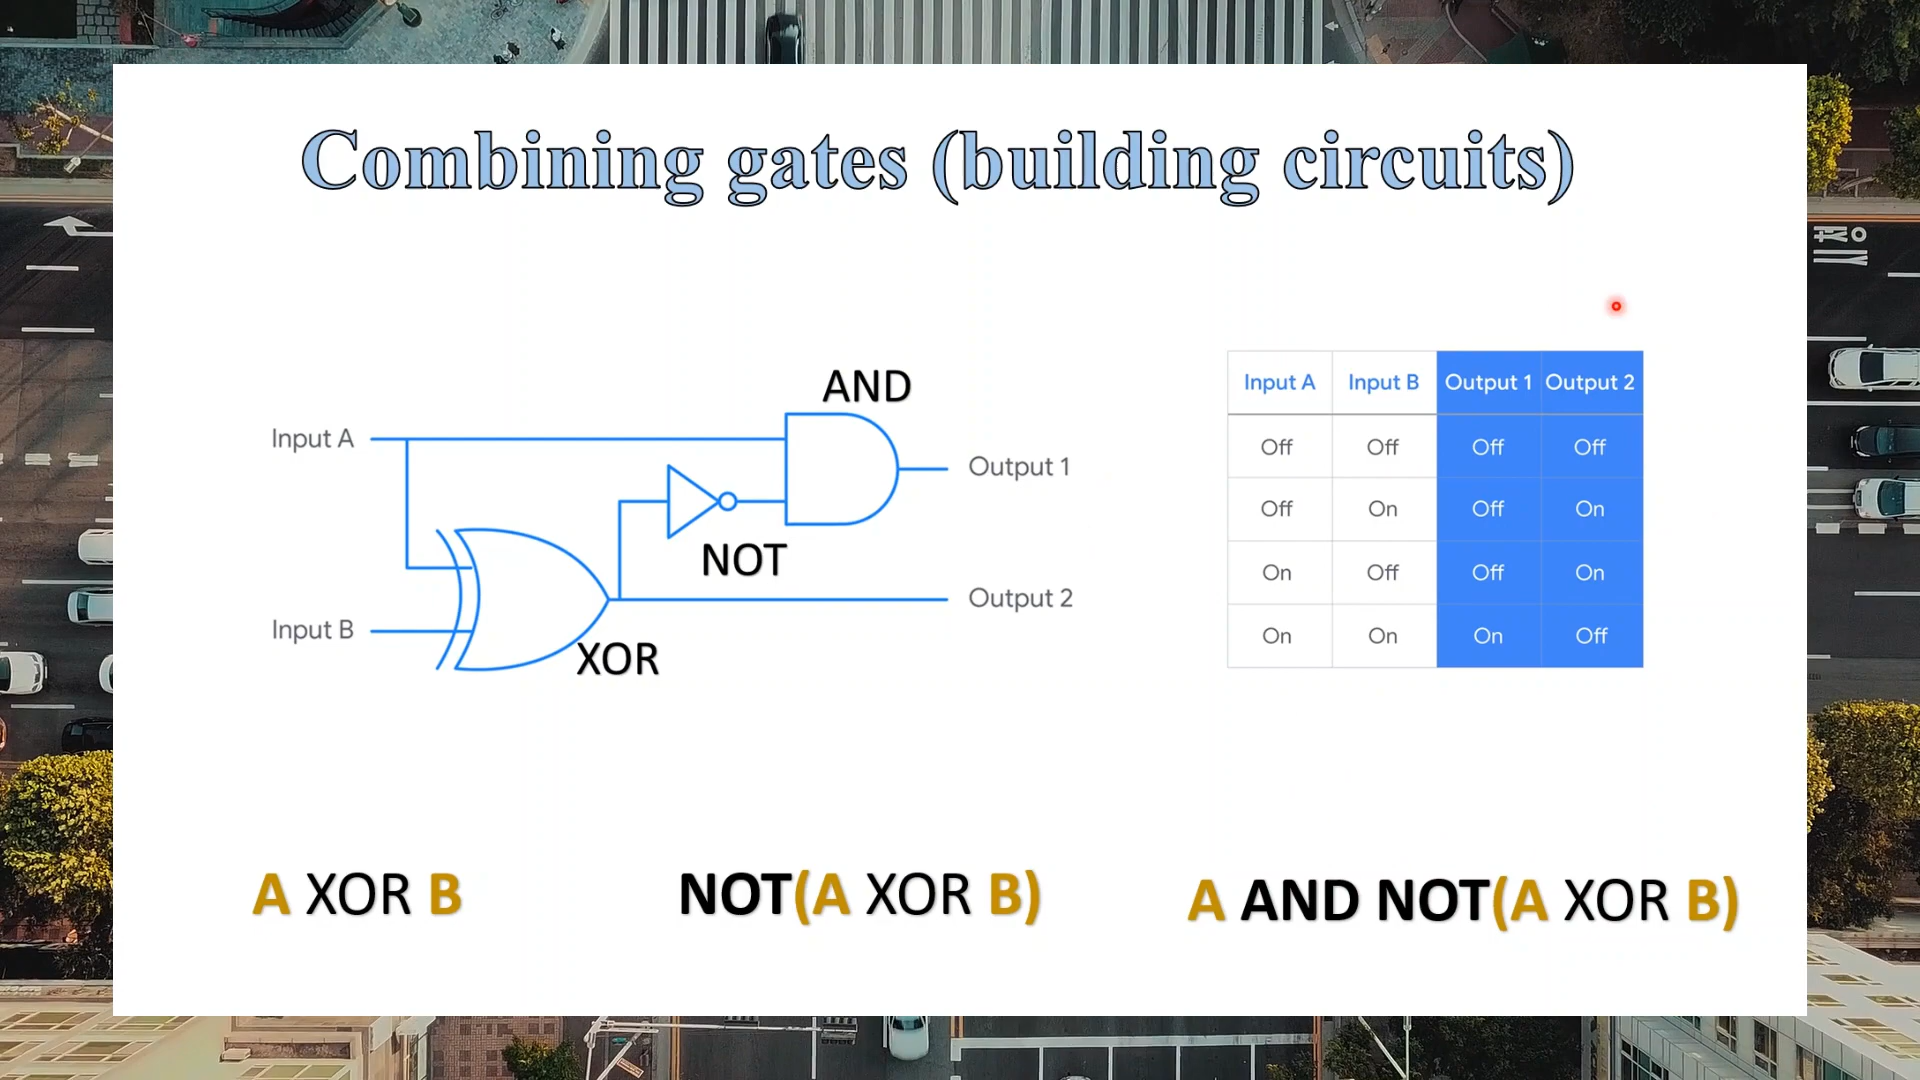 Combining gates (building circuits)
AND
Input A
Output 1
NOT
Output 2
Input B
XOR
Input A Input B Output 1 Output 2
Off Off Off Off
Off On Off On
On Off Off On
On On On Off
A XOR B
NOT(A XOR B)
A AND NOT(A XOR B)